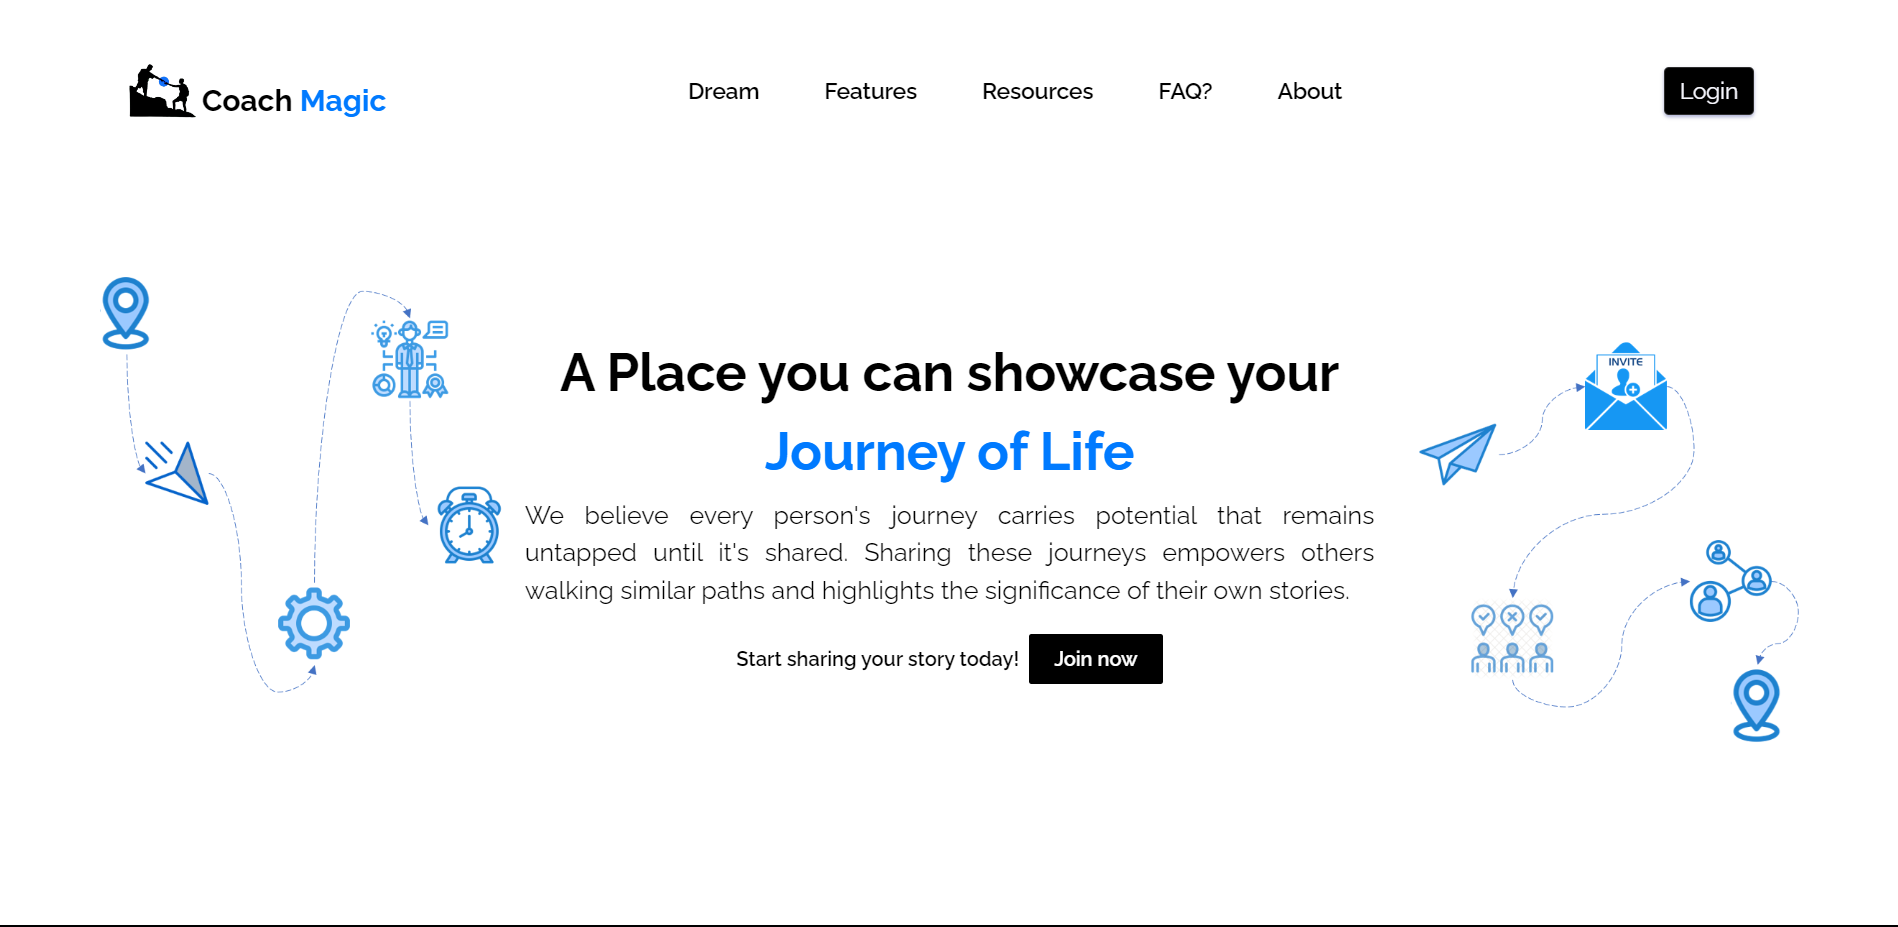 Coach Magic
Dream
Features
Resources
FAQ?
About
Login
INVITE
A Place you can showcase your
Journey of Life
We believe every person's journey carries potential that remains
untapped until it's shared. Sharing these journeys empowers others
walking similar paths and highlights the significance of their own stories.
Start sharing your story today!
Join now